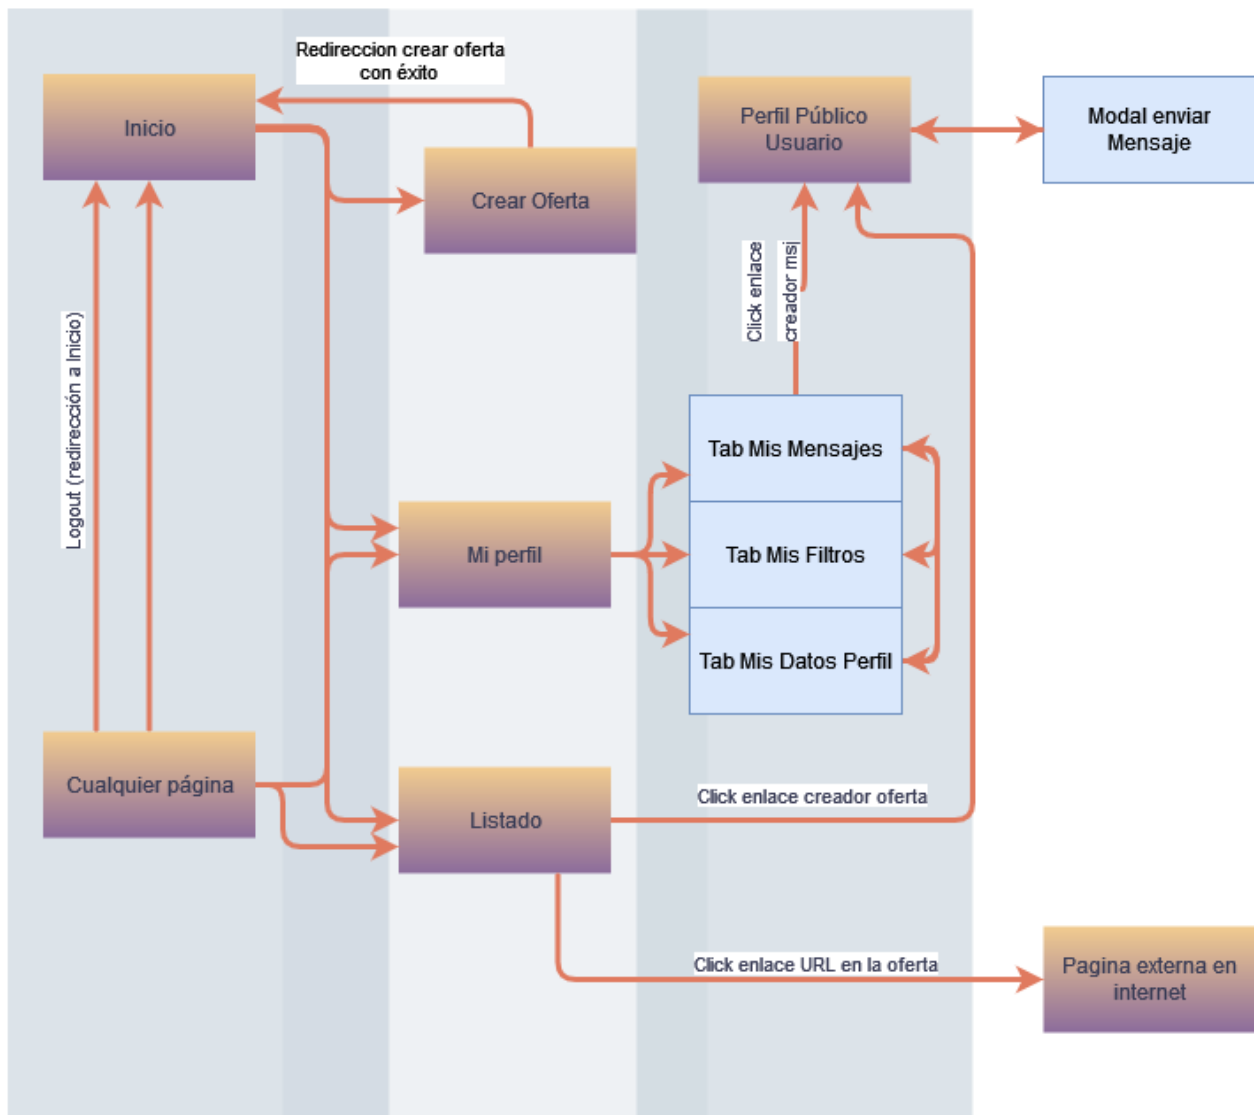 Redireccion crear oferta
con éxito
Inicio
Perfil Público
Usuario
Modal enviar
Mensaje
Crear Oferta
Click enlace
creador msj
Logout (redirección a Inicio)
Tab Mis Mensajes
Mi perfil
Tab Mis Filtros
Tab Mis Datos Perfil
Cualquier página
Listado
Click enlace creador oferta
Click enlace URL en la oferta
Pagina externa en
internet